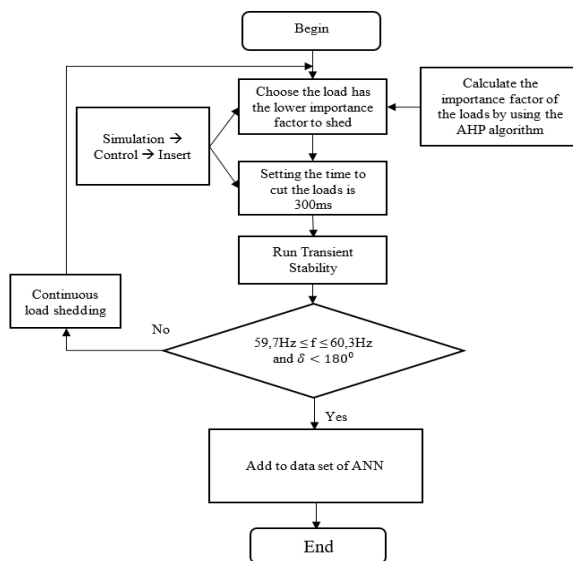 Begin
Choose the load has
the lower importance
factor to shed
Calculate the
importance factor of
the loads by using the
AHP algorithm
Simulation →
Control → Insert
Setting the time to
cut the loads is
300ms
Run Transient
Stability
Continuous
load shedding
No
59,7Hz ≤ f ≤ 60,3Hz
and δ < 180⁰
Yes
Add to data set of ANN
End